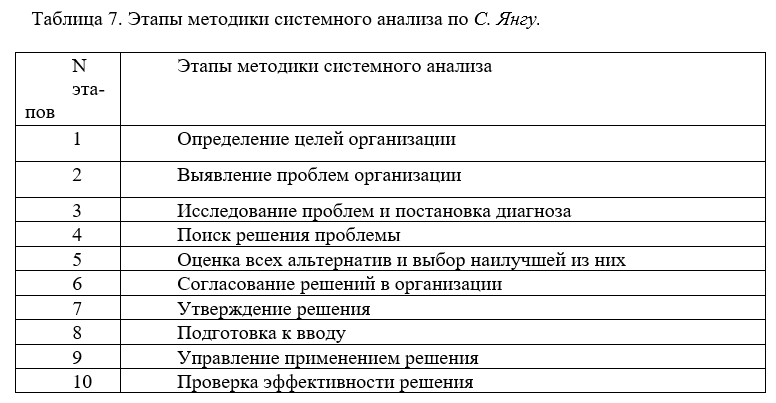 Таблица 7. Этапы методики системного анализа по С. Янгу.
N Этапы методики системного анализа
эта-
пов
1 Определение целей организации
2 Выявление проблем организации
3 Исследование проблем и постановка диагноза
4 Поиск решения проблемы
5 Оценка всех альтернатив и выбор наилучшей из них
6 Согласование решений в организации
7 Утверждение решения
8 Подготовка к вводу
9 Управление применением решения
10 Проверка эффективности решения